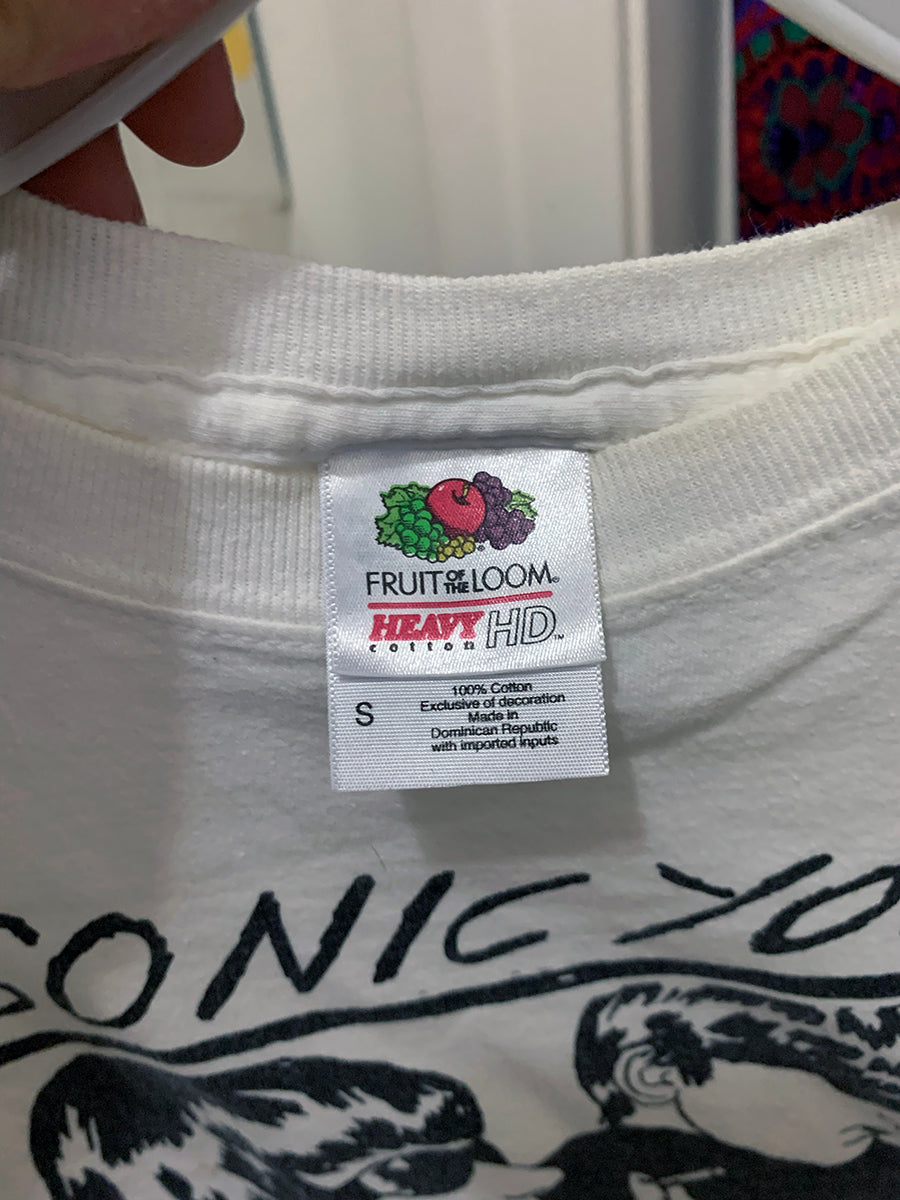 FRUIT OF THE LOOM®
HEAVY HD™
cotton
S
100% Cotton
Exclusive of decoration
Made in
Dominican Republic
with imported inputs
SONIC YO